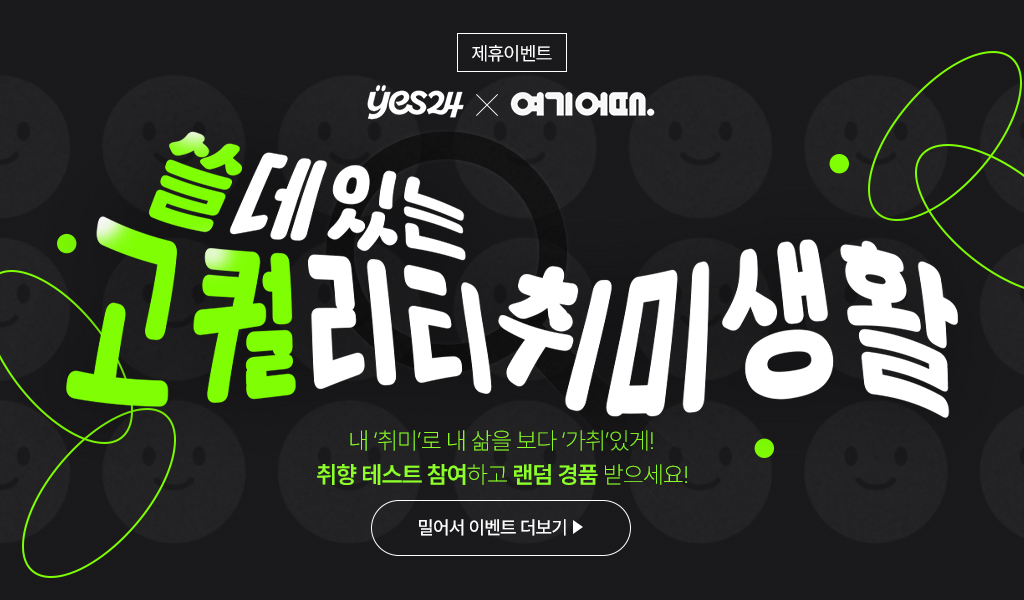 제휴이벤트
yes24 × 여기어때.
쓸데있는
고퀄리티취미생활
내 ‘취미’로 내 삶을 보다 ‘가취’있게!
취향 테스트 참여하고 랜덤 경품 받으세요!
밀어서 이벤트 더보기 ▶